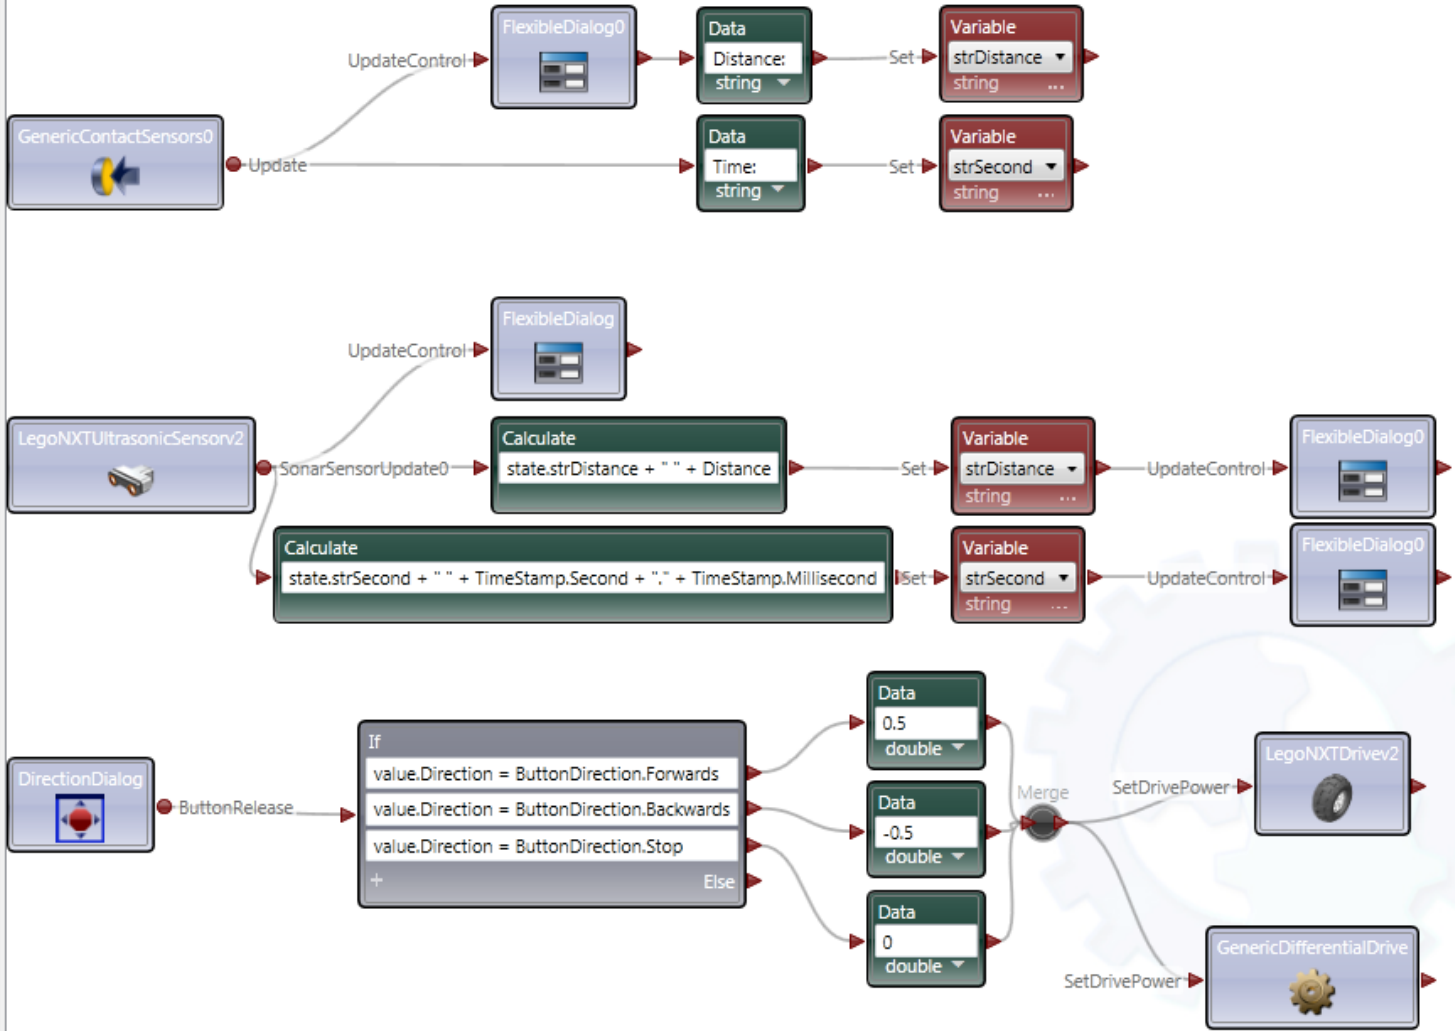 FlexibleDialog0
Data
Variable
UpdateControl
Distance:
Set
strDistance
string
string
...
GenericContactSensors0
Data
Variable
Update
Time:
Set
strSecond
string
string
...
FlexibleDialog
UpdateControl
LegoNXTUltrasonicSensorv2
Calculate
Variable
FlexibleDialog0
SonarSensorUpdate0
state.strDistance + " " + Distance
Set
strDistance
UpdateControl
string
...
Calculate
Variable
FlexibleDialog0
state.strSecond + " " + TimeStamp.Second + "," + TimeStamp.Millisecond
Set
strSecond
UpdateControl
string
...
Data
0.5
double
If
DirectionDialog
value.Direction = ButtonDirection.Forwards
LegoNXTDrivev2
ButtonRelease
value.Direction = ButtonDirection.Backwards
Data
Merge
SetDrivePower
-0.5
value.Direction = ButtonDirection.Stop
double
+
Else
Data
0
double
GenericDifferentialDrive
SetDrivePower